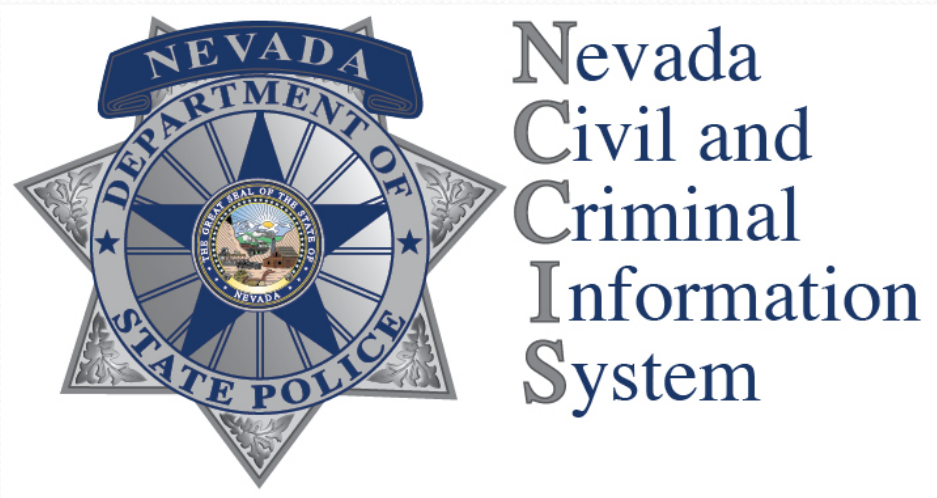 NEVADA
DEPARTMENT OF
STATE POLICE
THE GREAT SEAL OF THE STATE OF
NEVADA
Nevada
Civil and
Criminal
Information
System